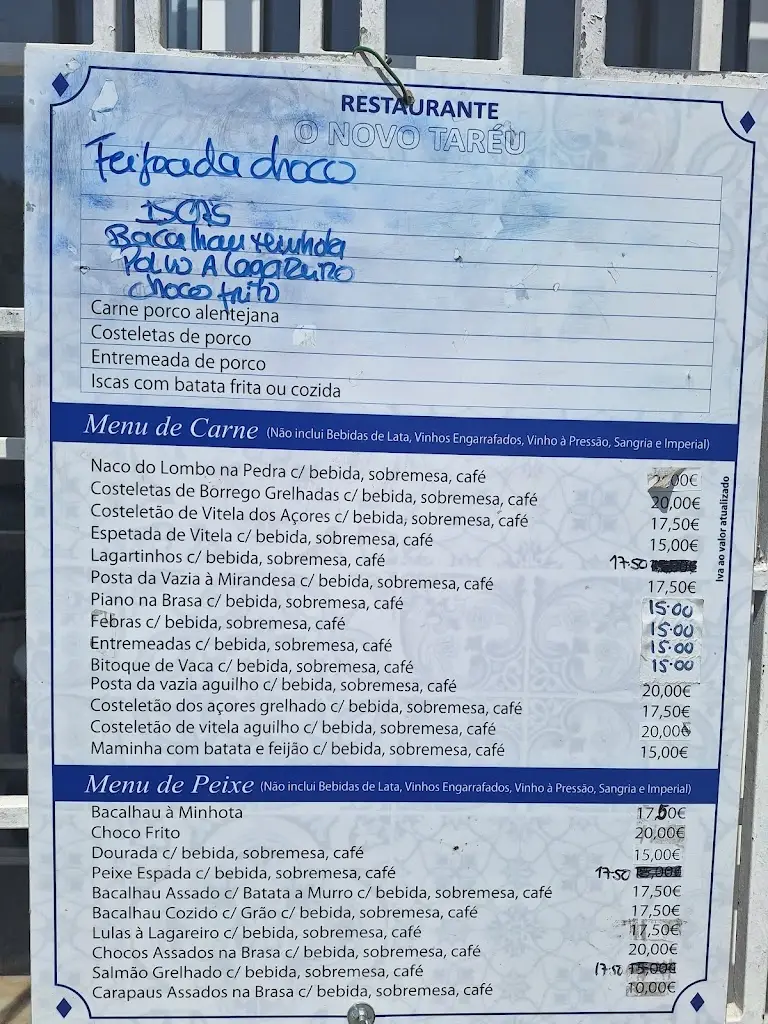 RESTAURANTE
O NOVO TARÉU
Feijoada choco
Bacalhau
Polvo A Lagareiro
choco frito
Carne porco alentejana
Costeletas de porco
Entremeada de porco
Iscas com batata frita ou cozida
Menu de Carne (Não inclui Bebidas de Lata, Vinhos Engarrafados, Vinho à Pressão, Sangria e Imperial)
Naco do Lombo na Pedra c/ bebida, sobremesa, café
Costeletas de Borrego Grelhadas c/ bebida, sobremesa, café 20,00€
Costeletão de Vitela dos Açores c/ bebida, sobremesa, café 17,50€
Espetada de Vitela c/ bebida, sobremesa, café 15,00€
Lagartinhos c/ bebida, sobremesa, café 17.50
Posta da Vazia à Mirandesa c/ bebida, sobremesa, café 17,50€
Piano na Brasa c/ bebida, sobremesa, café 15.00
Febras c/ bebida, sobremesa, café 15.00
Entremeadas c/ bebida, sobremesa, café 15.00
Bitoque de Vaca c/ bebida, sobremesa, café 15.00
Posta da vazia aguilho c/ bebida, sobremesa, café 20,00€
Costeletão dos açores grelhado c/ bebida, sobremesa, café 17,50€
Costeletão de vitela aguilho c/ bebida, sobremesa, café 20,00€
Maminha com batata e feijão c/ bebida, sobremesa, café 15,00€
Iva ao valor atualizado
Menu de Peixe (Não inclui Bebidas de Lata, Vinhos Engarrafados, Vinho à Pressão, Sangria e Imperial)
Bacalhau à Minhota 17,50€
Choco Frito 20,00€
Dourada c/ bebida, sobremesa, café 15,00€
Peixe Espada c/ bebida, sobremesa, café 17.50
Bacalhau Assado c/ Batata a Murro c/ bebida, sobremesa, café 17,50€
Bacalhau Cozido c/ Grão c/ bebida, sobremesa, café 17,50€
Lulas à Lagareiro c/ bebida, sobremesa, café 17,50€
Chocos Assados na Brasa c/ bebida, sobremesa, café 20,00€
Salmão Grelhado c/ bebida, sobremesa, café 17.50 15,00€
Carapaus Assados na Brasa c/ bebida, sobremesa, café 10,00€